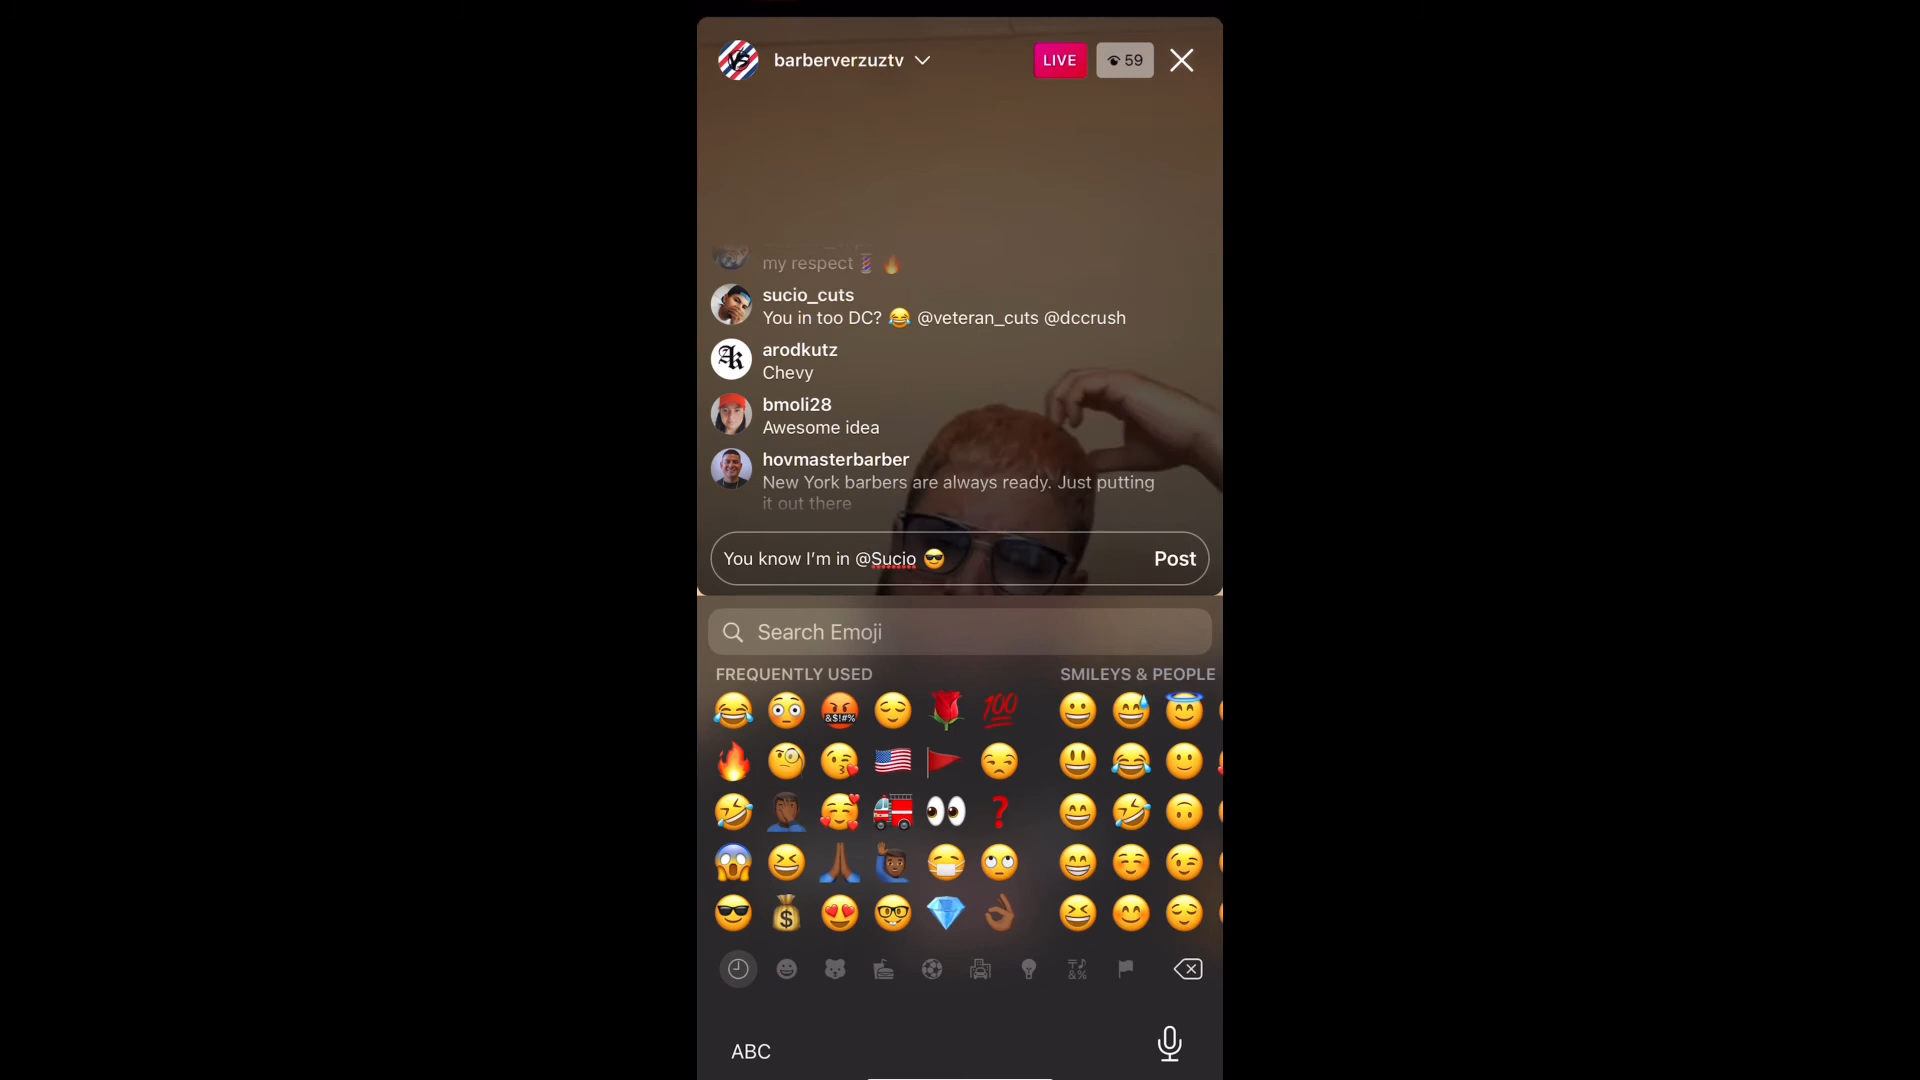 barberverzuztv
LIVE
59
my respect 💈 🔥
sucio_cuts
You in too DC? 😂 @veteran_cuts @dccrush
arodkutz
Chevy
bmoli28
Awesome idea
hovmasterbarber
New York barbers are always ready. Just putting
it out there
You know I’m in @Sucio 😎
Post
Search Emoji
FREQUENTLY USED
SMILEYS & PEOPLE
ABC